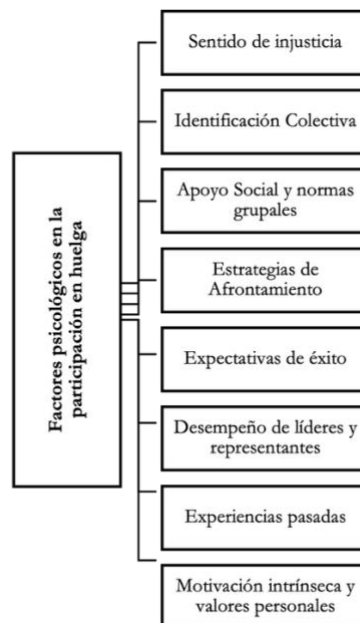 Factores psicológicos en la
participación en huelga
Sentido de injusticia
Identificación Colectiva
Apoyo Social y normas
grupales
Estrategias de
Afrontamiento
Expectativas de éxito
Desempeño de líderes y
representantes
Experiencias pasadas
Motivación intrínseca y
valores personales